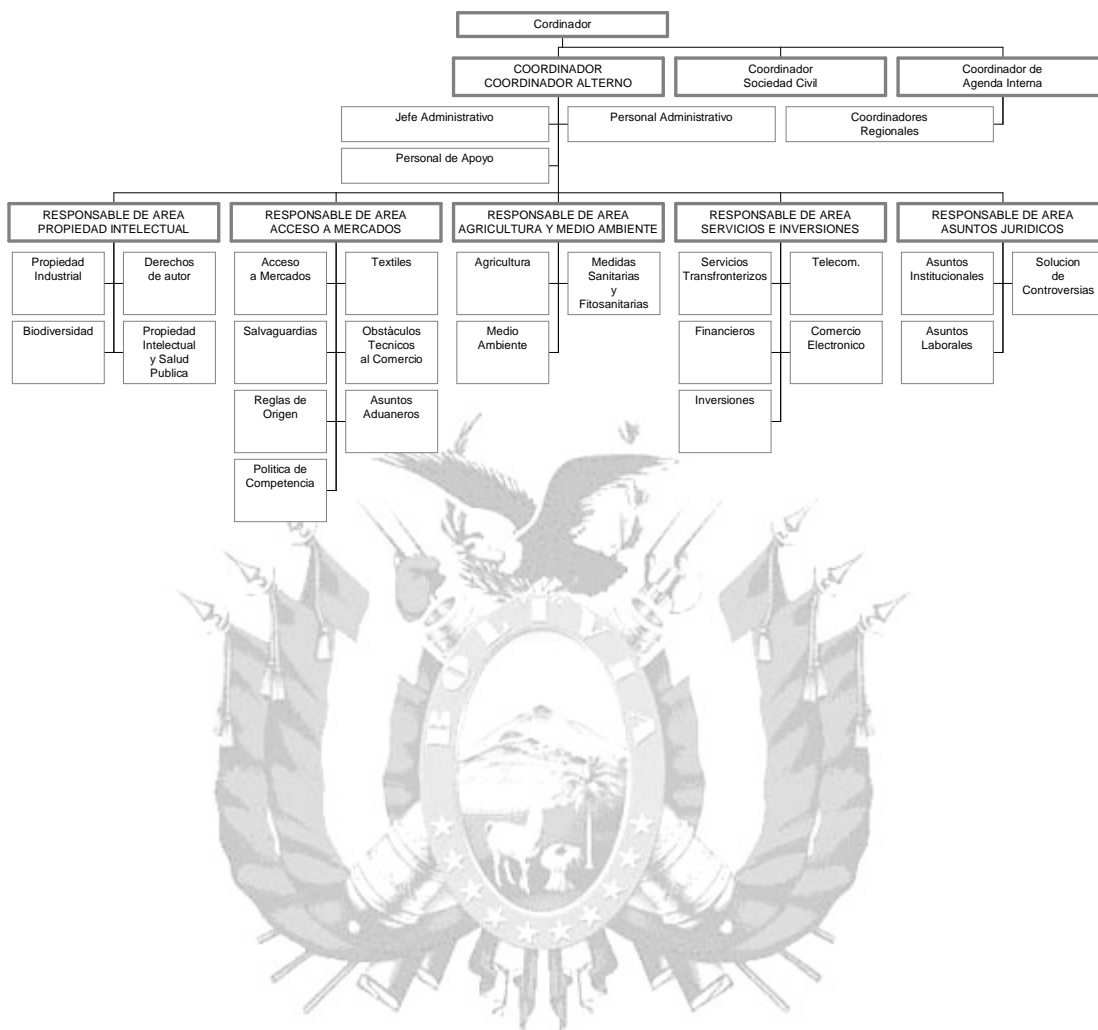 Cordinador
COORDINADOR
COORDINADOR ALTERNO
Coordinador
Sociedad Civil
Coordinador de
Agenda Interna
Jefe Administrativo
Personal Administrativo
Coordinadores
Regionales
Personal de Apoyo
RESPONSABLE DE AREA
PROPIEDAD INTELECTUAL
RESPONSABLE DE AREA
ACCESO A MERCADOS
RESPONSABLE DE AREA
AGRICULTURA Y MEDIO AMBIENTE
RESPONSABLE DE AREA
SERVICIOS E INVERSIONES
RESPONSABLE DE AREA
ASUNTOS JURIDICOS
Propiedad
Industrial
Derechos
de autor
Acceso
a Mercados
Textiles
Agricultura
Medidas
Sanitarias
y
Fitosanitarias
Servicios
Transfronterizos
Telecom.
Asuntos
Institucionales
Solucion
de
Controversias
Biodiversidad
Propiedad
Intelectual
y Salud
Publica
Salvaguardias
Obstàculos
Tecnicos
al Comercio
Medio
Ambiente
Financieros
Comercio
Electronico
Asuntos
Laborales
Reglas de
Origen
Asuntos
Aduaneros
Inversiones
Politica de
Competencia
BOLIVIA